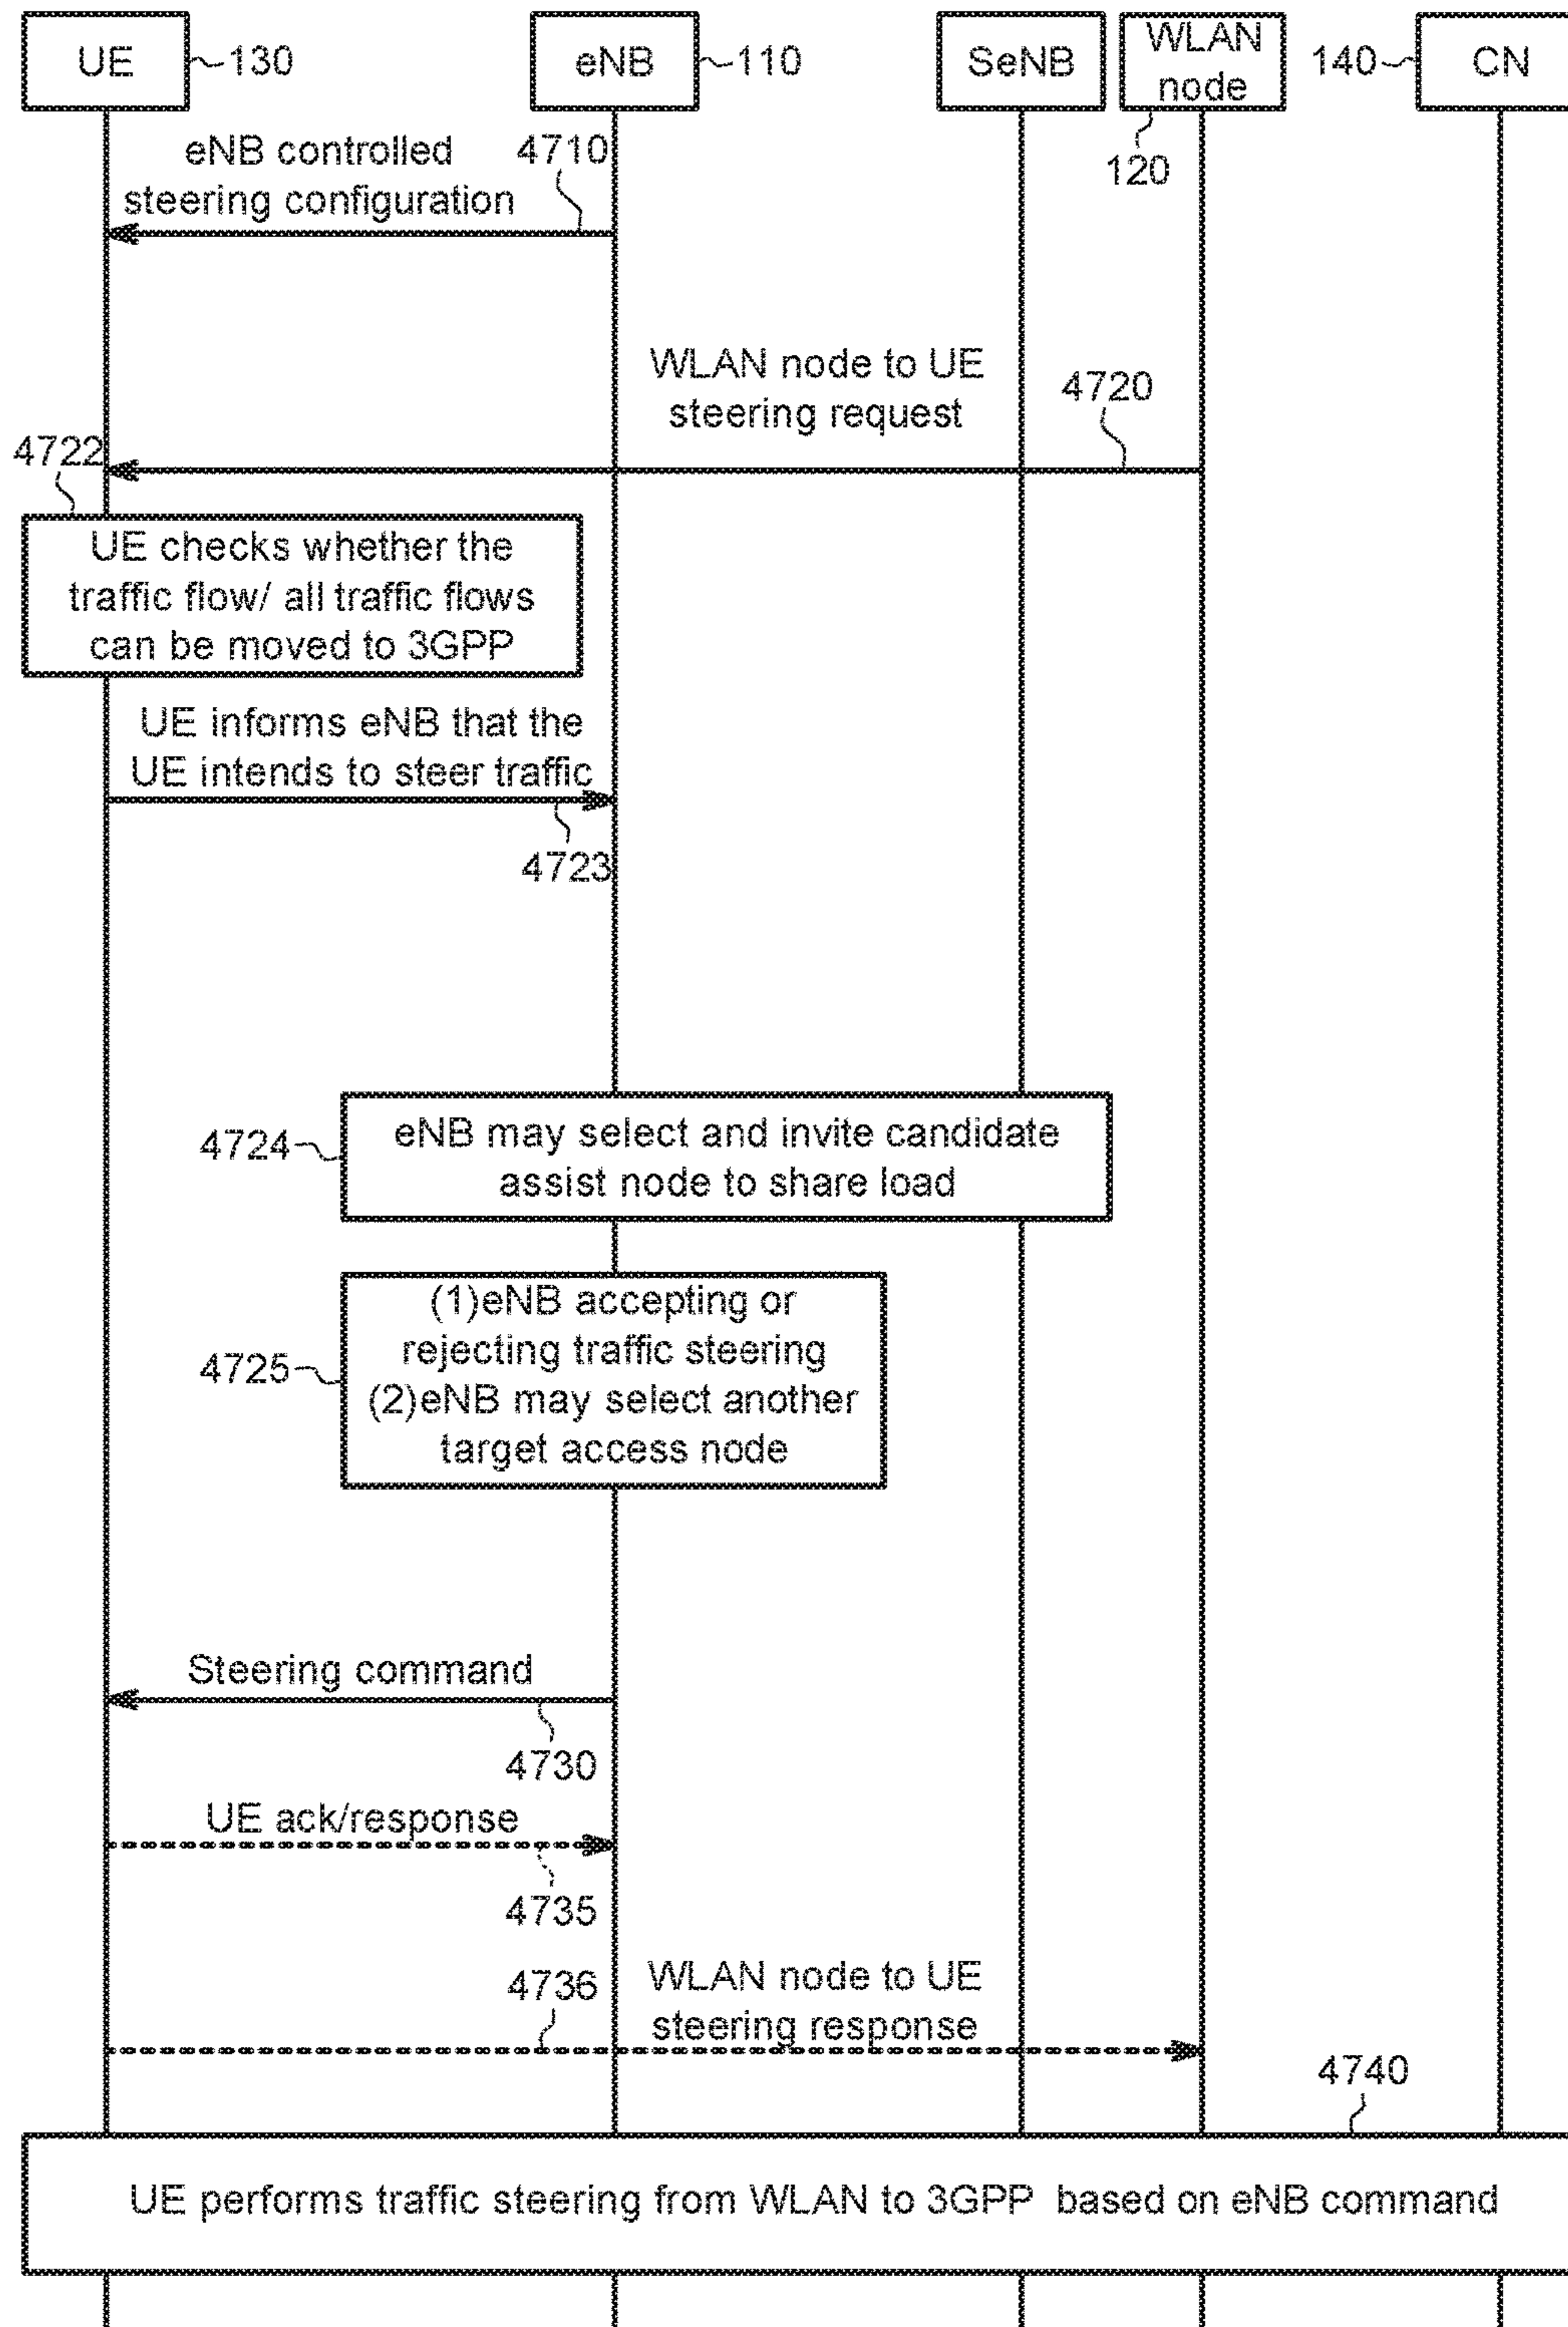 UE
130
eNB
110
SeNB
WLAN
node
120
140
CN
eNB controlled
steering configuration
4710
WLAN node to UE
steering request
4720
4722
UE checks whether the
traffic flow/ all traffic flows
can be moved to 3GPP
UE informs eNB that the
UE intends to steer traffic
4723
4724
eNB may select and invite candidate
assist node to share load
4725
(1)eNB accepting or
rejecting traffic steering
(2)eNB may select another
target access node
Steering command
4730
UE ack/response
4735
4736
WLAN node to UE
steering response
4740
UE performs traffic steering from WLAN to 3GPP based on eNB command